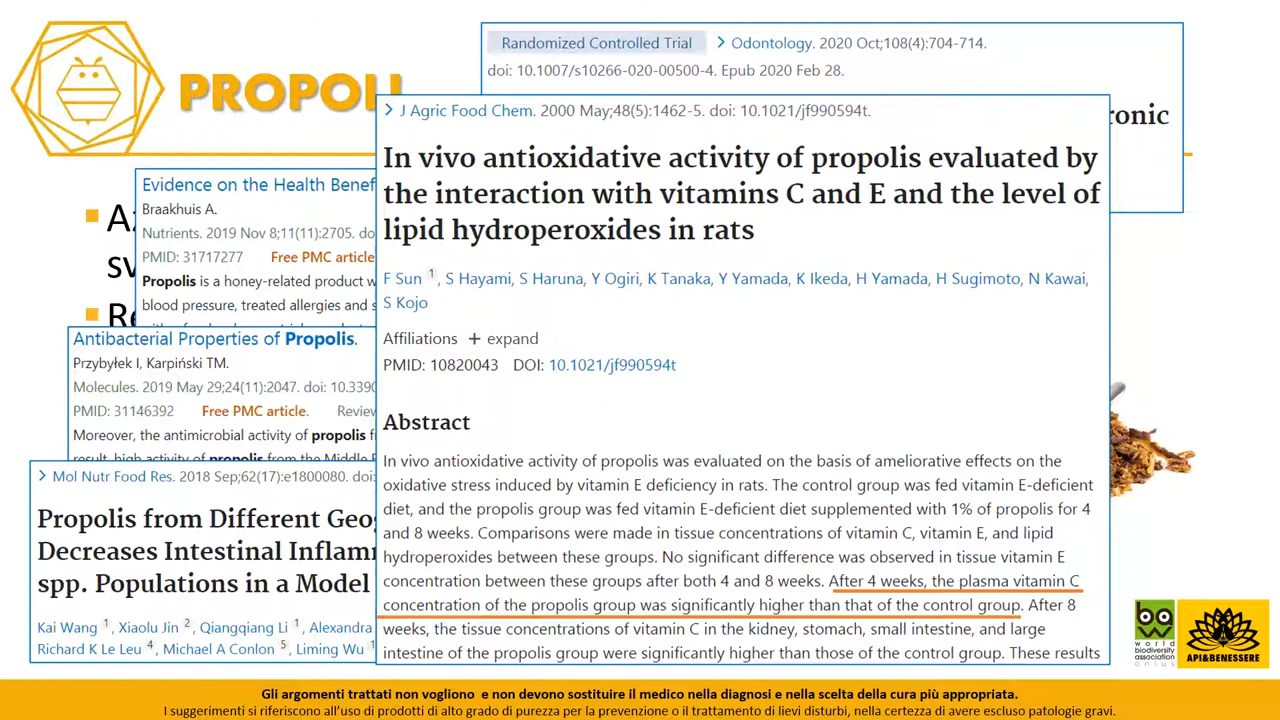 PROPOLI
Randomized Controlled Trial > Odontology. 2020 Oct;108(4):704-714.
doi: 10.1007/s10266-020-00500-4. Epub 2020 Feb 28.
Evidence on the Health
Braakhuis A.
Nutrients. 2019 Nov 8;11(11):2705.
PMID: 31717277 Free PMC article
Propolis is a honey-related product
blood pressure, treated allergies and
Antibacterial Properties of Propolis.
Przybyłek I, Karpiński TM.
Molecules. 2019 May 29;24(11):2047. doi: 10.3390
PMID: 31146392 Free PMC article. Review
Moreover, the antimicrobial activity of propolis
result, high activity of propolis from the Middle
> Mol Nutr Food Res. 2018 Sep;62(17):e1800080. doi:
Propolis from Different
Decreases Intestinal
spp. Populations in a Model
Kai Wang 1, Xiaolu Jin 2, Qiangqiang Li 1, Alexandra
Richard K Le Leu 4, Michael A Conlon 5, Liming Wu 1
> J Agric Food Chem. 2000 May;48(5):1462-5. doi: 10.1021/jf990594t.
In vivo antioxidative activity of propolis evaluated by
the interaction with vitamins C and E and the level of
lipid hydroperoxides in rats
F Sun 1, S Hayami, S Haruna, Y Ogiri, K Tanaka, Y Yamada, K Ikeda, H Yamada, H Sugimoto, N Kawai,
S Kojo
Affiliations + expand
PMID: 10820043 DOI: 10.1021/jf990594t
Abstract
In vivo antioxidative activity of propolis was evaluated on the basis of ameliorative effects on the
oxidative stress induced by vitamin E deficiency in rats. The control group was fed vitamin E-deficient
diet, and the propolis group was fed vitamin E-deficient diet supplemented with 1% of propolis for 4
and 8 weeks. Comparisons were made in tissue concentrations of vitamin C, vitamin E, and lipid
hydroperoxides between these groups. No significant difference was observed in tissue vitamin E
concentration between these groups after both 4 and 8 weeks. After 4 weeks, the plasma vitamin C
concentration of the propolis group was significantly higher than that of the control group. After 8
weeks, the tissue concentrations of vitamin C in the kidney, stomach, small intestine, and large
intestine of the propolis group were significantly higher than those of the control group. These results
world
biodiversity
association
onlus
API&BENESSERE
Gli argomenti trattati non vogliono e non devono sostituire il medico nella diagnosi e nella scelta della cura più appropriata.
I suggerimenti si riferiscono all'uso di prodotti di alto grado di purezza per la prevenzione o il trattamento di lievi disturbi, nella certezza di avere escluso patologie gravi.